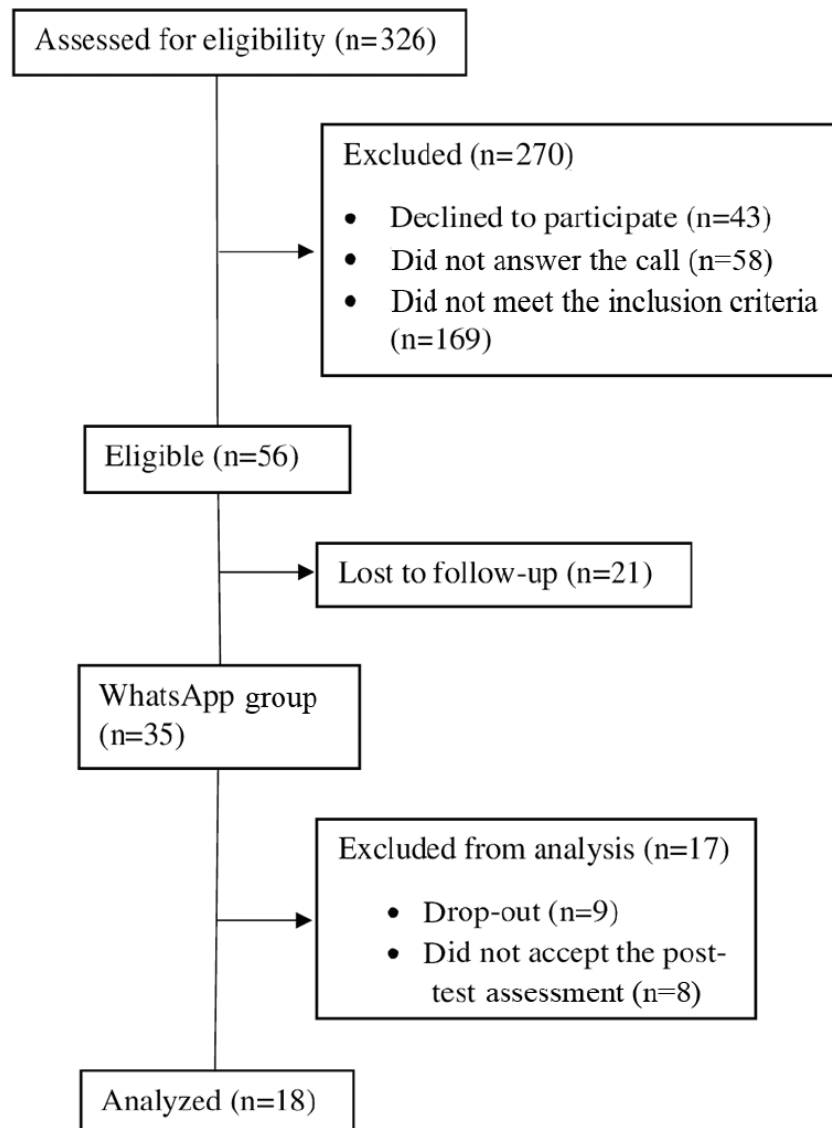 Assessed for eligibility (n=326)
Excluded (n=270)
• Declined to participate (n=43)
• Did not answer the call (n=58)
• Did not meet the inclusion criteria
(n=169)
Eligible (n=56)
Lost to follow-up (n=21)
WhatsApp group
(n=35)
Excluded from analysis (n=17)
• Drop-out (n=9)
• Did not accept the post-
test assessment (n=8)
Analyzed (n=18)